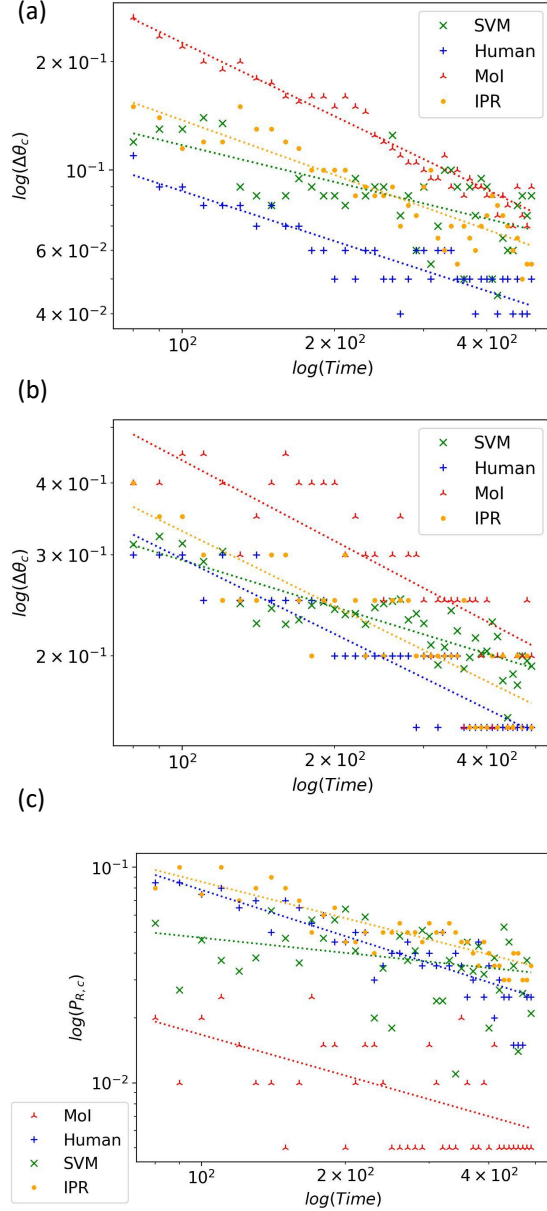 (a)
SVM
Human
MoI
IPR
2 × 10⁻¹
10⁻¹
6 × 10⁻²
4 × 10⁻²
log(Δθ_c)
10²
2 × 10²
4 × 10²
log(Time)
(b)
SVM
Human
MoI
IPR
4 × 10⁻¹
3 × 10⁻¹
2 × 10⁻¹
log(Δθ_c)
10²
2 × 10²
4 × 10²
log(Time)
(c)
10⁻¹
10⁻²
log(P_{R,c})
MoI
Human
SVM
IPR
10²
2 × 10²
4 × 10²
log(Time)